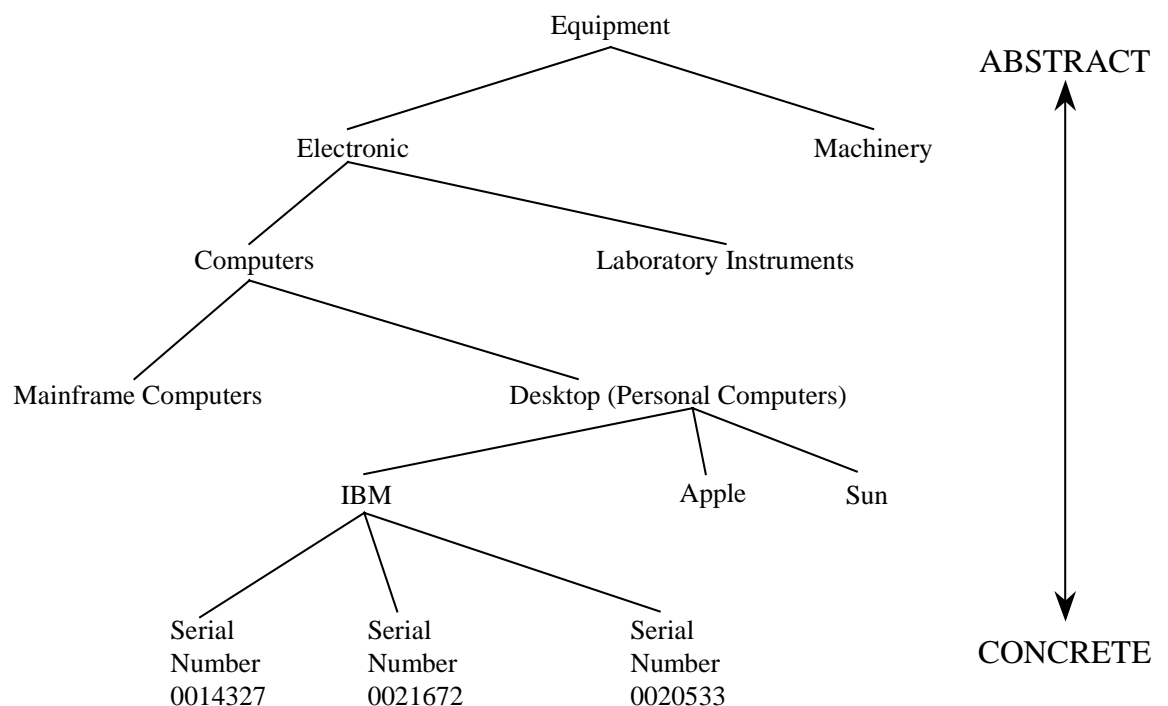 Equipment
ABSTRACT
Electronic
Machinery
Computers
Laboratory Instruments
Mainframe Computers
Desktop (Personal Computers)
IBM
Apple
Sun
Serial
Number
0014327
Serial
Number
0021672
Serial
Number
0020533
CONCRETE